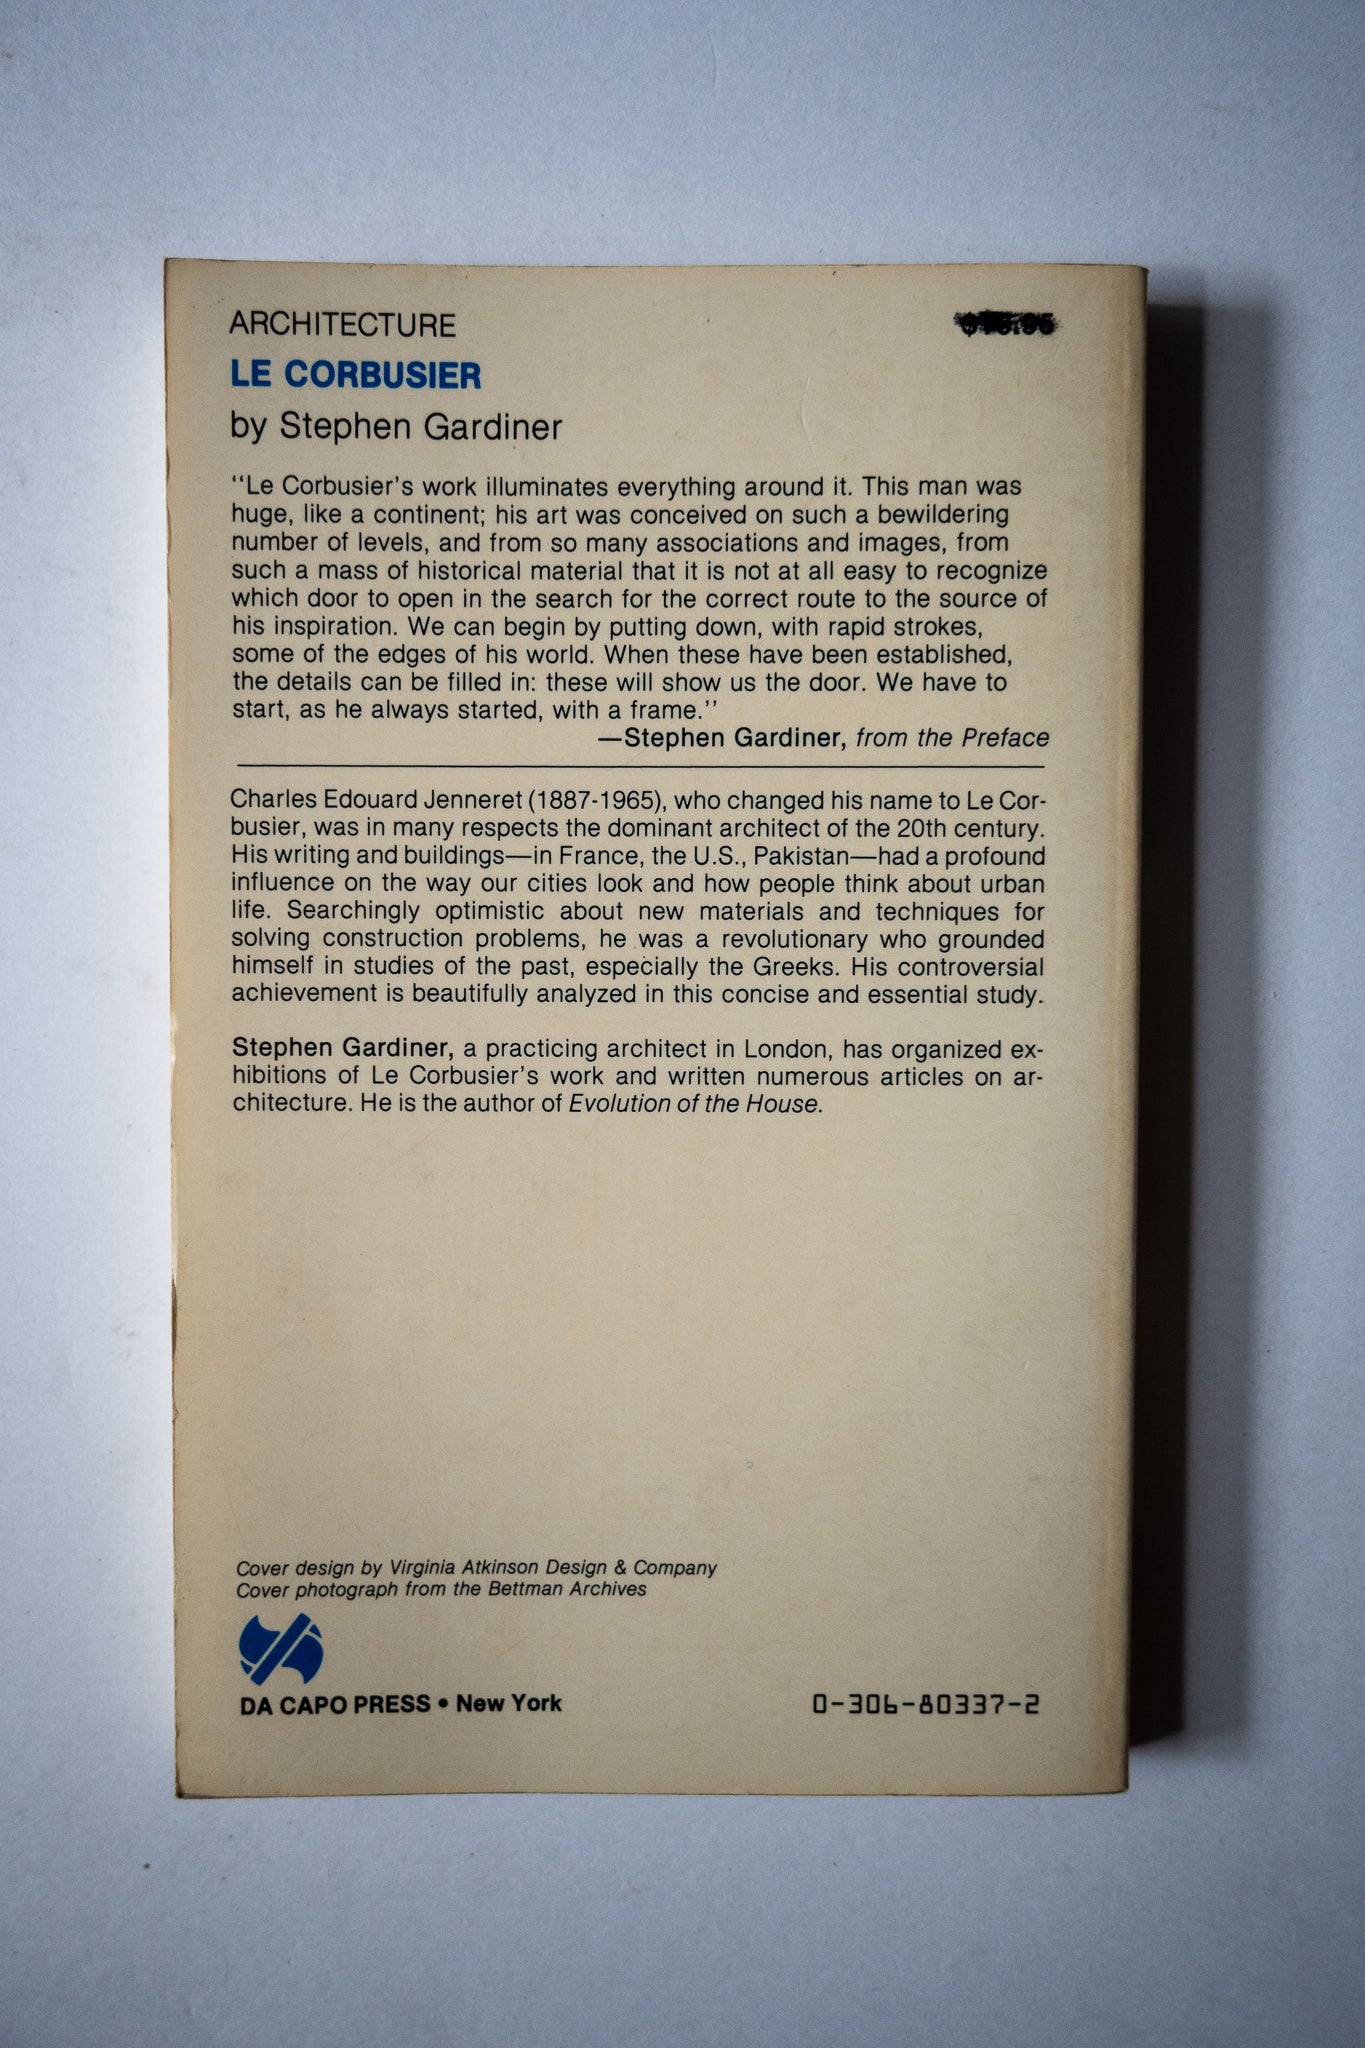 ARCHITECTURE
LE CORBUSIER
by Stephen Gardiner
“Le Corbusier's work illuminates everything around it. This man was
huge, like a continent; his art was conceived on such a bewildering
number of levels, and from so many associations and images, from
such a mass of historical material that it is not at all easy to recognize
which door to open in the search for the correct route to the source of
his inspiration. We can begin by putting down, with rapid strokes,
some of the edges of his world. When these have been established,
the details can be filled in: these will show us the door. We have to
start, as he always started, with a frame.”
—Stephen Gardiner, from the Preface
Charles Edouard Jenneret (1887-1965), who changed his name to Le Cor-
busier, was in many respects the dominant architect of the 20th century.
His writing and buildings—in France, the U.S., Pakistan—had a profound
influence on the way our cities look and how people think about urban
life. Searchingly optimistic about new materials and techniques for
solving construction problems, he was a revolutionary who grounded
himself in studies of the past, especially the Greeks. His controversial
achievement is beautifully analyzed in this concise and essential study.
Stephen Gardiner, a practicing architect in London, has organized ex-
hibitions of Le Corbusier's work and written numerous articles on ar-
chitecture. He is the author of Evolution of the House.
Cover design by Virginia Atkinson Design & Company
Cover photograph from the Bettman Archives
DA CAPO PRESS • New York
0-306-80337-2